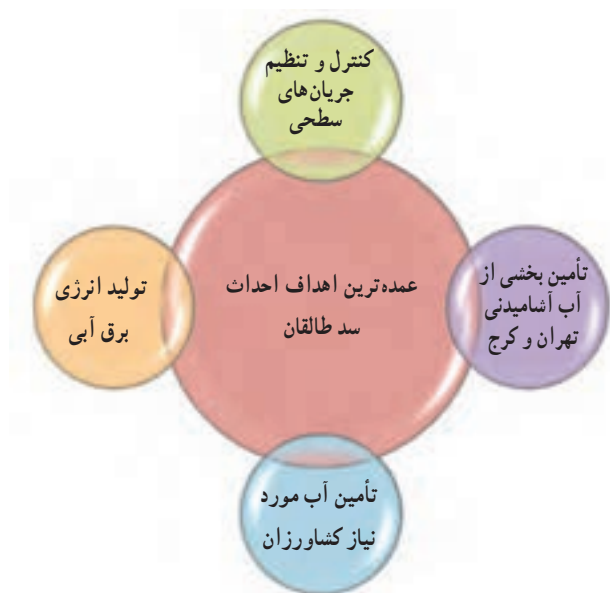 کنترل و تنظیم
جریان‌های
سطحی
تأمین بخشی از
آب آشامیدنی
تهران و کرج
عمده‌ترین اهداف احداث
سد طالقان
تولید انرژی
برق آبی
تأمین آب مورد
نیاز کشاورزان